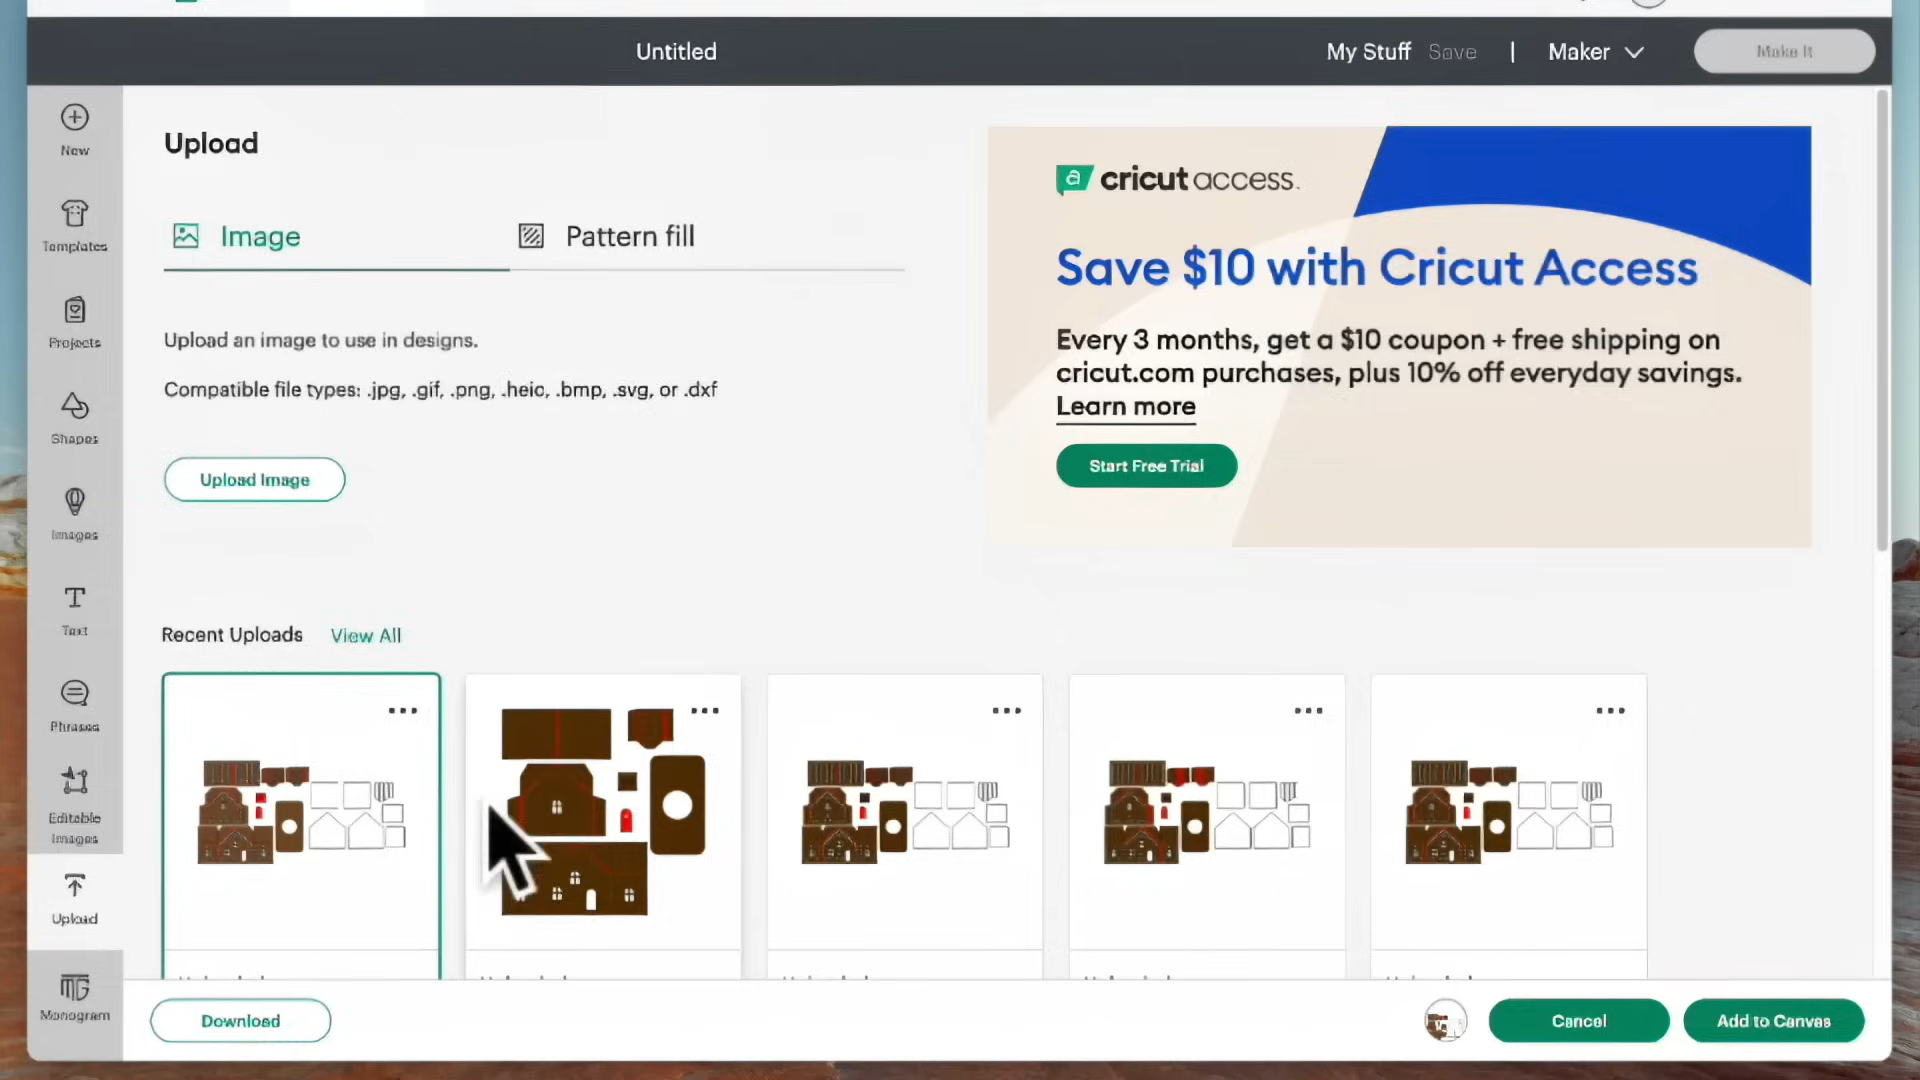 Untitled
My Stuff Save | Maker Make It
New
Templates
Projects
Shapes
Images
Text
Phrases
Editable
Images
Upload
Monogram
Upload
Image Pattern fill
Upload an image to use in designs.
Compatible file types: .jpg, .gif, .png, .heic, .bmp, .svg, or .dxf
Upload Image
a cricut access.
Save $10 with Cricut Access
Every 3 months, get a $10 coupon + free shipping on
cricut.com purchases, plus 10% off everyday savings.
Learn more
Start Free Trial
Recent Uploads View All
Download
Cancel
Add to Canvas